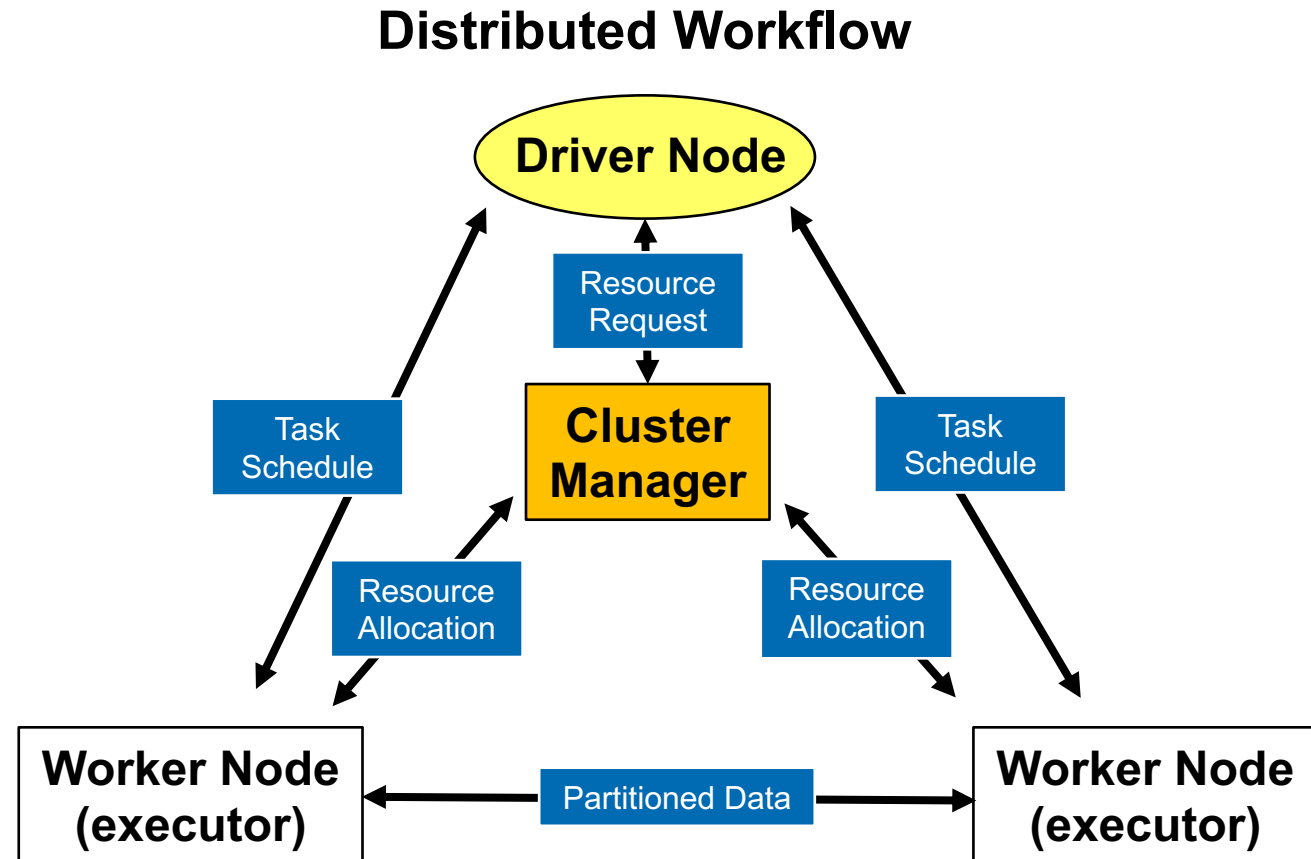 Distributed Workflow
Driver Node
Resource
Request
Cluster
Manager
Task
Schedule
Task
Schedule
Resource
Allocation
Resource
Allocation
Worker Node
(executor)
Partitioned Data
Worker Node
(executor)